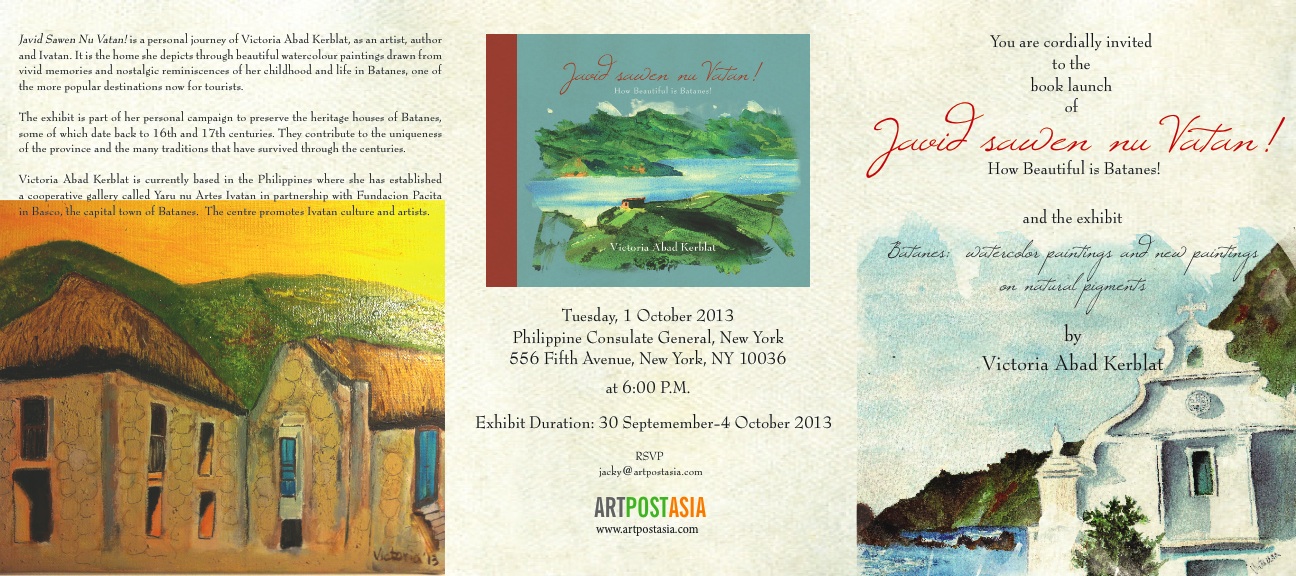 Javid Sawen Nu Vatan! is a personal journey of Victoria Abad Kerblat, as an artist, author
and Ivatan. It is the home she depicts through beautiful watercolour paintings drawn from
vivid memories and nostalgic reminiscences of her childhood and life in Batanes, one of
the more popular destinations now for tourists.
The exhibit is part of her personal campaign to preserve the heritage houses of Batanes,
some of which date back to 16th and 17th centuries. They contribute to the uniqueness
of the province and the many traditions that have survived through the centuries.
Victoria Abad Kerblat is currently based in the Philippines where she has established
a cooperative gallery called Yaru nu Artes Ivatan in partnership with Fundacion Pacita
in Basco, the capital town of Batanes. The centre promotes Ivatan culture and artists.
Victoria '13
Javid sawen nu Vatan!
How Beautiful is Batanes!
Victoria Abad Kerblat
Tuesday, 1 October 2013
Philippine Consulate General, New York
556 Fifth Avenue, New York, NY 10036
at 6:00 P.M.
Exhibit Duration: 30 Septemember-4 October 2013
RSVP
jacky@artpostasia.com
ARTPOSTASIA
www.artpostasia.com
You are cordially invited
to the
book launch
of
Javid sawen nu Vatan!
How Beautiful is Batanes!
and the exhibit
Batanes: watercolor paintings and new paintings
on natural pigments
by
Victoria Abad Kerblat